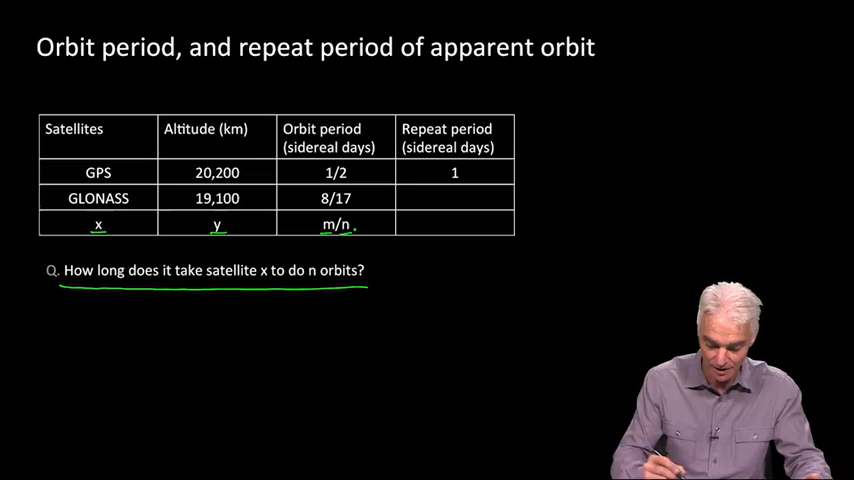 Orbit period, and repeat period of apparent orbit
Satellites Altitude (km) Orbit period (sidereal days) Repeat period (sidereal days)
GPS 20,200 1/2 1
GLONASS 19,100 8/17
x y m/n.
Q. How long does it take satellite x to do n orbits?